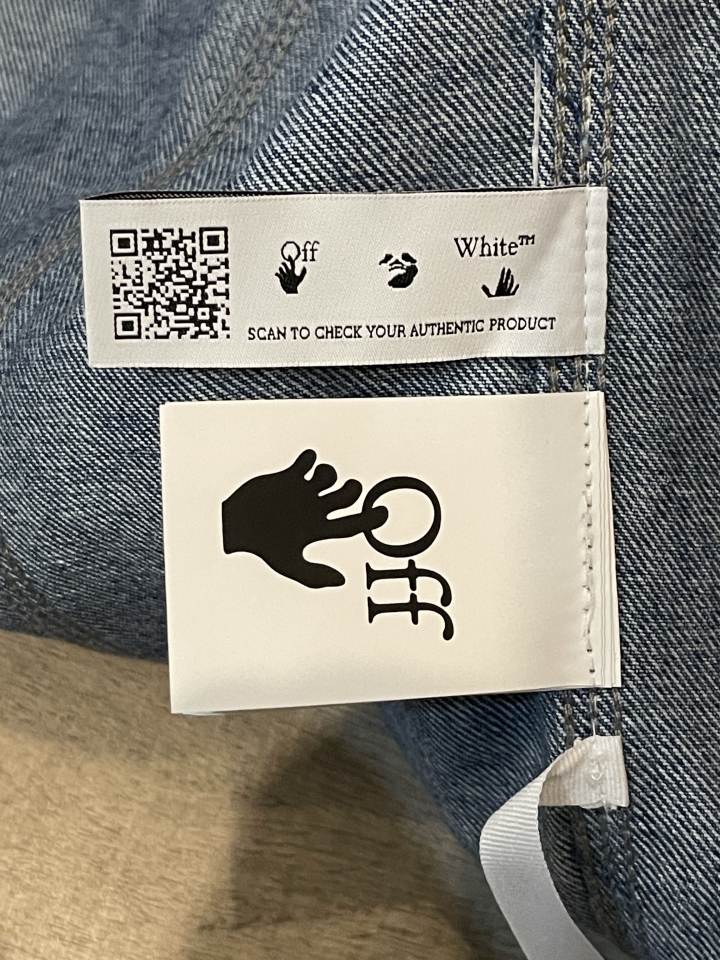 Off
White™
SCAN TO CHECK YOUR AUTHENTIC PRODUCT
Off